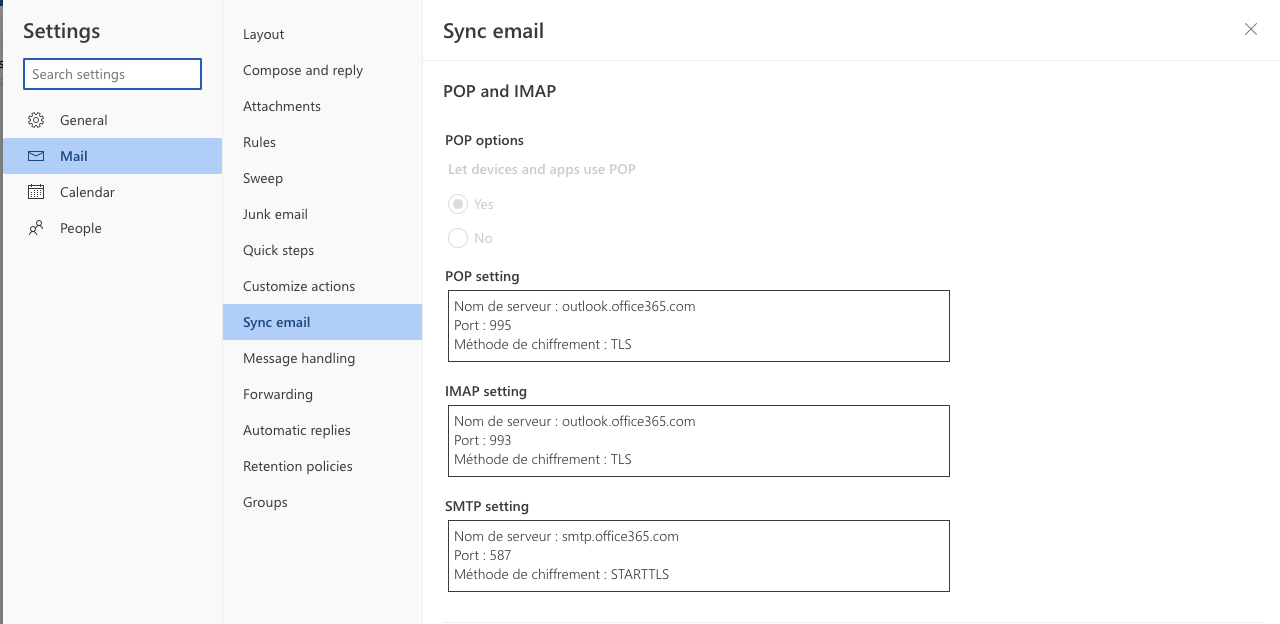 Settings
Search settings
General
Mail
Calendar
People
Layout
Compose and reply
Attachments
Rules
Sweep
Junk email
Quick steps
Customize actions
Sync email
Message handling
Forwarding
Automatic replies
Retention policies
Groups
Sync email
POP and IMAP
POP options
Let devices and apps use POP
Yes
No
POP setting
Nom de serveur : outlook.office365.com
Port : 995
Méthode de chiffrement : TLS
IMAP setting
Nom de serveur : outlook.office365.com
Port : 993
Méthode de chiffrement : TLS
SMTP setting
Nom de serveur : smtp.office365.com
Port : 587
Méthode de chiffrement : STARTTLS